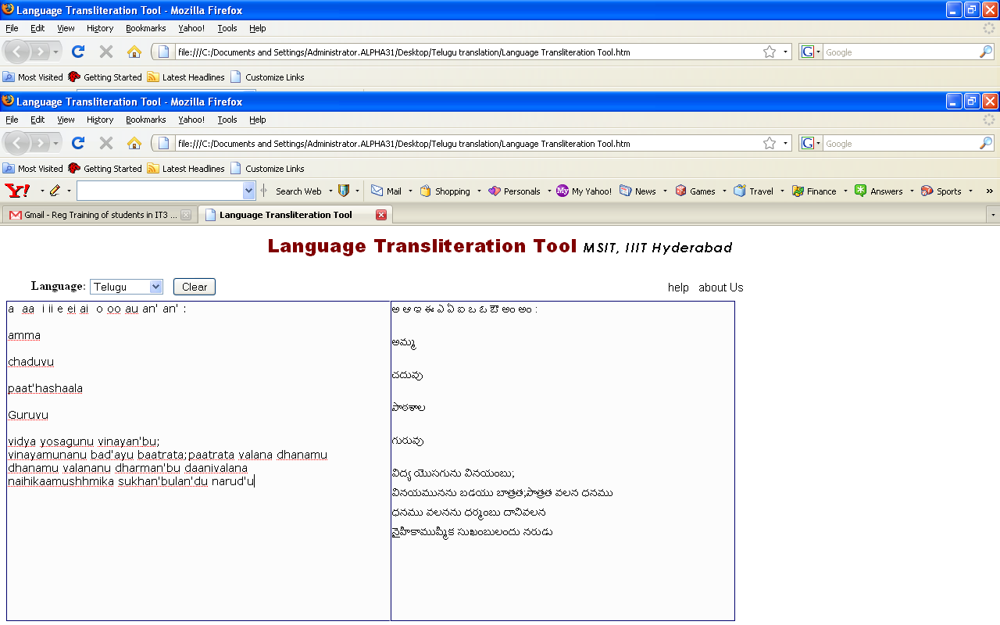 Language Transliteration Tool - Mozilla Firefox
File Edit View History Bookmarks Yahoo! Tools Help
file:///C:/Documents and Settings/Administrator.ALPHA31/Desktop/Telugu translation/Language Transliteration Tool.htm
G Google
Most Visited Getting Started Latest Headlines Customize Links
Language Transliteration Tool - Mozilla Firefox
File Edit View History Bookmarks Yahoo! Tools Help
file:///C:/Documents and Settings/Administrator.ALPHA31/Desktop/Telugu translation/Language Transliteration Tool.htm
G Google
Most Visited Getting Started Latest Headlines Customize Links
Y! Search Web Mail Shopping Personals My Yahoo! News Games Travel Finance Answers Sports »
Gmail - Reg Training of students in IT3 ... Language Transliteration Tool
Language Transliteration Tool MSIT, IIIT Hyderabad
Language: Telugu Clear help about Us
a aa i ii e ei ai o oo au an' an' :
amma
chaduvu
paat'hashaala
Guruvu
vidya yosagunu vinayan'bu;
vinayamunanu bad'ayu baatrata;paatrata valana dhanamu
dhanamu valananu dharman'bu daanivalana
naihikaamushhmika sukhan'bulan'du narud'u
అ ఆ ఇ ఈ ఎ ఏ ఐ ఒ ఓ ఔ అం అం :
అమ్మ
చదువు
పాఠశాల
గురువు
విద్య యొసగును వినయంబు;
వినయమునను బడయు బాత్రత;పాత్రత వలన ధనము
ధనము వలనను ధర్మంబు దానివలన
నైహికాముష్మిక సుఖంబులందు నరుడు